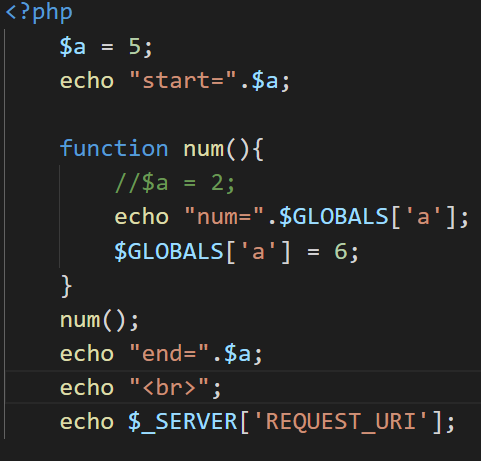 <?php
$a = 5;
echo "start=".$a;
function num(){
//$a = 2;
echo "num=".$GLOBALS['a'];
$GLOBALS['a'] = 6;
}
num();
echo "end=".$a;
echo "<br>";
echo $_SERVER['REQUEST_URI'];